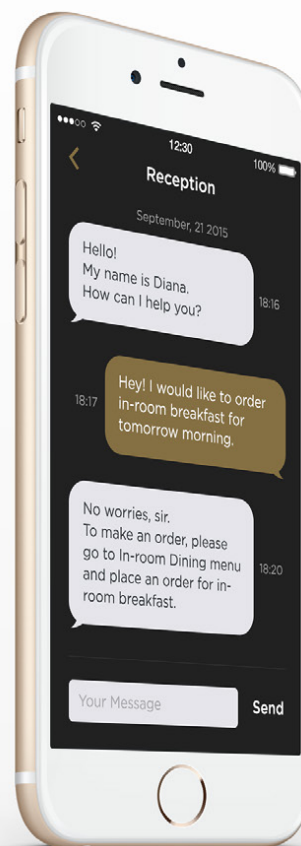 12:30
100%
Reception
September, 21 2015
Hello!
My name is Diana.
How can I help you?
18:16
Hey! I would like to order
in-room breakfast for
tomorrow morning.
18:17
No worries, sir.
To make an order, please
go to In-room Dining menu
and place an order for in-
room breakfast.
18:20
Your Message
Send